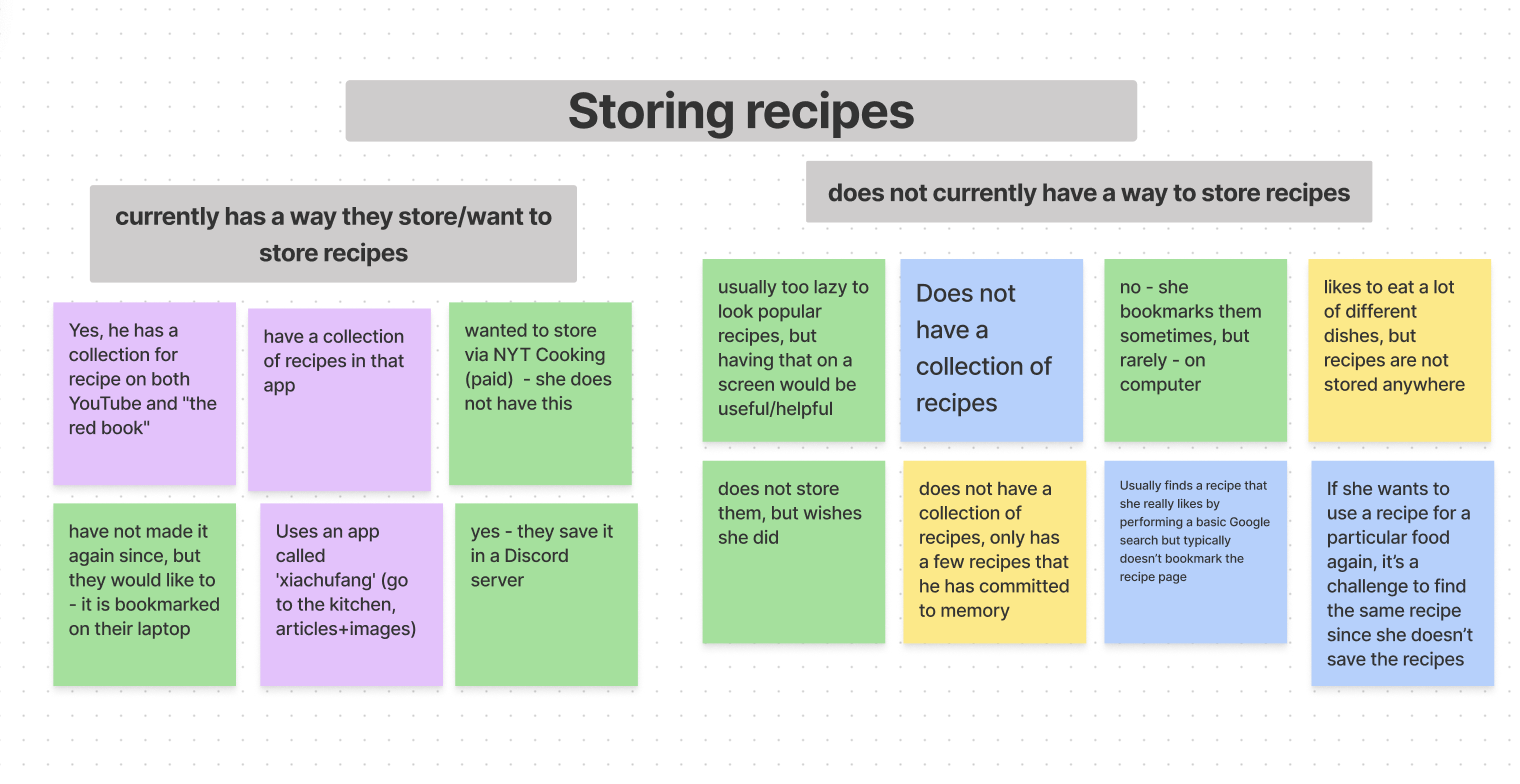 Storing recipes
currently has a way they store/want to
store recipes
Yes, he has a
collection for
recipe on both
YouTube and "the
red book"
have a collection
of recipes in that
app
wanted to store
via NYT Cooking
(paid)  - she does
not have this
have not made it
again since, but
they would like to
- it is bookmarked
on their laptop
Uses an app
called
'xiachufang' (go
to the kitchen,
articles+images)
yes - they save it
in a Discord
server
does not currently have a way to store recipes
usually too lazy to
look popular
recipes, but
having that on a
screen would be
useful/helpful
Does not
have a
collection of
recipes
no - she
bookmarks them
sometimes, but
rarely - on
computer
likes to eat a lot
of different
dishes, but
recipes are not
stored anywhere
does not store
them, but wishes
she did
does not have a
collection of
recipes, only has
a few recipes that
he has committed
to memory
Usually finds a recipe that
she really likes by
performing a basic Google
search but typically
doesn’t bookmark the
recipe page
If she wants to
use a recipe for a
particular food
again, it’s a
challenge to find
the same recipe
since she doesn’t
save the recipes